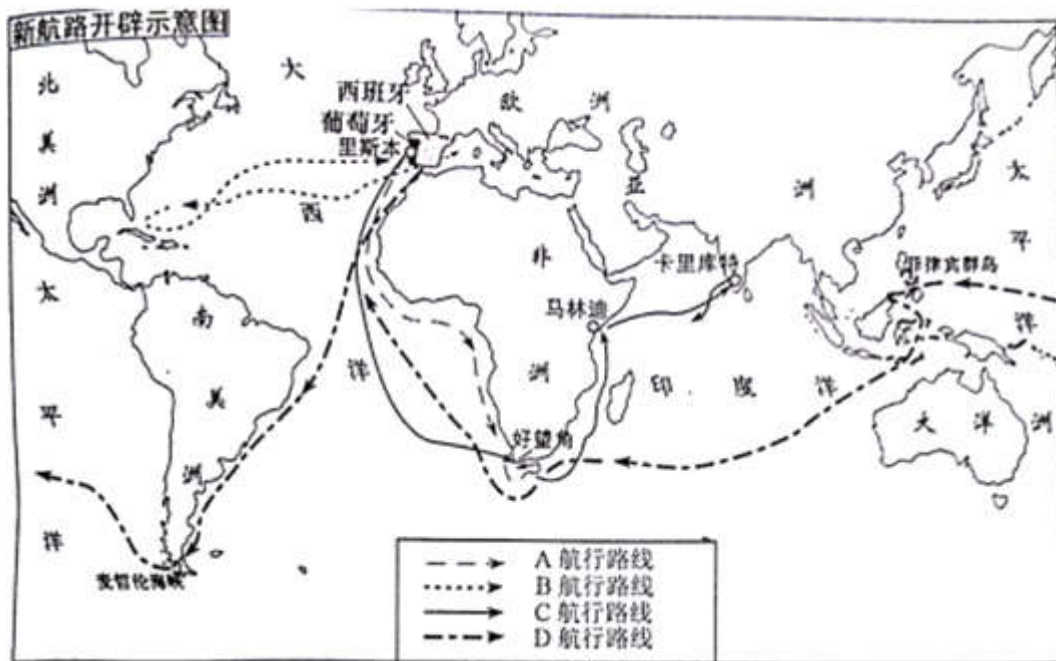 新航路开辟示意图
北美洲
大西洋
西班牙
葡萄牙
里斯本
欧洲
亚洲
非洲
太平洋
南美洲
太平洋
卡里库特
菲律宾群岛
马林迪
印度洋
好望角
大洋洲
麦哲伦海峡
A 航行路线
B 航行路线
C 航行路线
D 航行路线